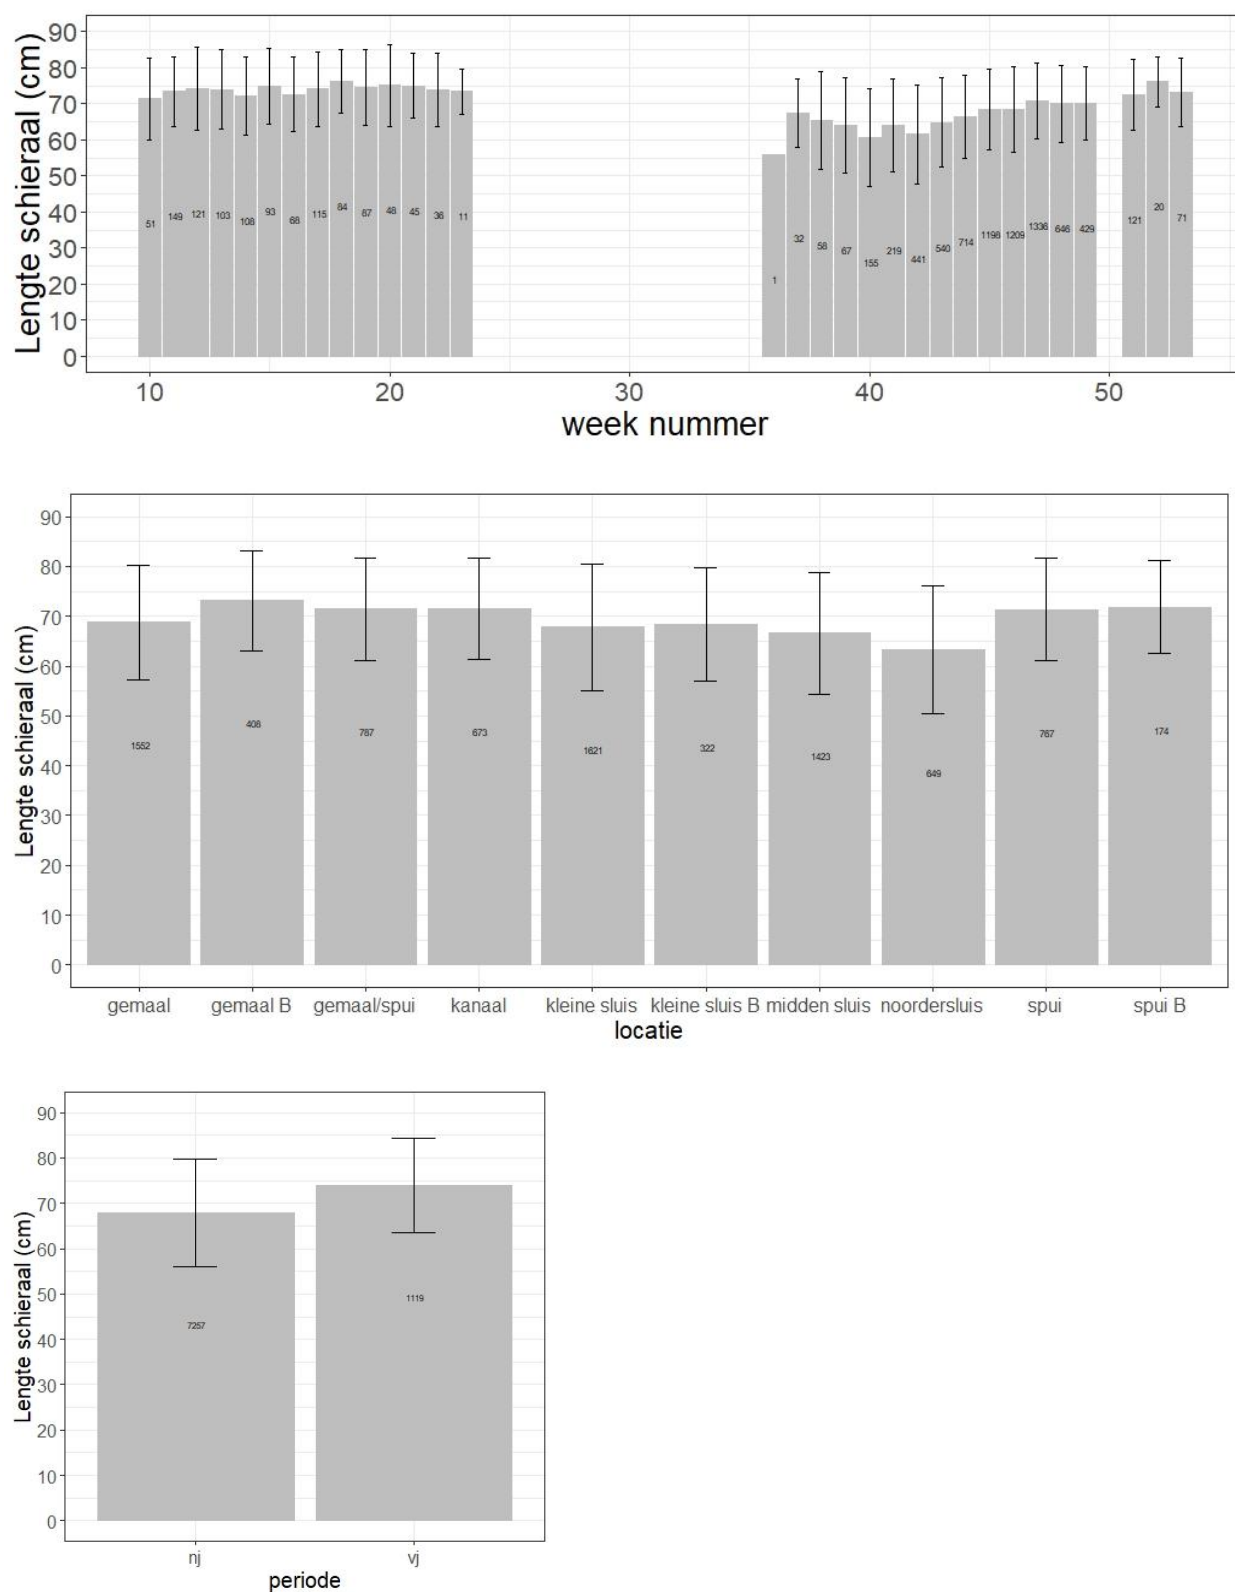 Lengte schieraal (cm)
90
80
70
60
50
40
30
20
10
0
51 149 121 103 108 93 68 115 84 87 48 45 36 11 1 32 58 67 155 219 441 540 714 1198 1209 1336 646 429 121 20 71
10 20 30 40 50
week nummer
Lengte schieraal (cm)
90
80
70
60
50
40
30
20
10
0
1552 408 787 673 1621 322 1423 649 767 174
gemaal gemaal B gemaal/spui kanaal kleine sluis kleine sluis B midden sluis noordersluis spui spui B
locatie
Lengte schieraal (cm)
90
80
70
60
50
40
30
20
10
0
7257 1119
nj vj
periode